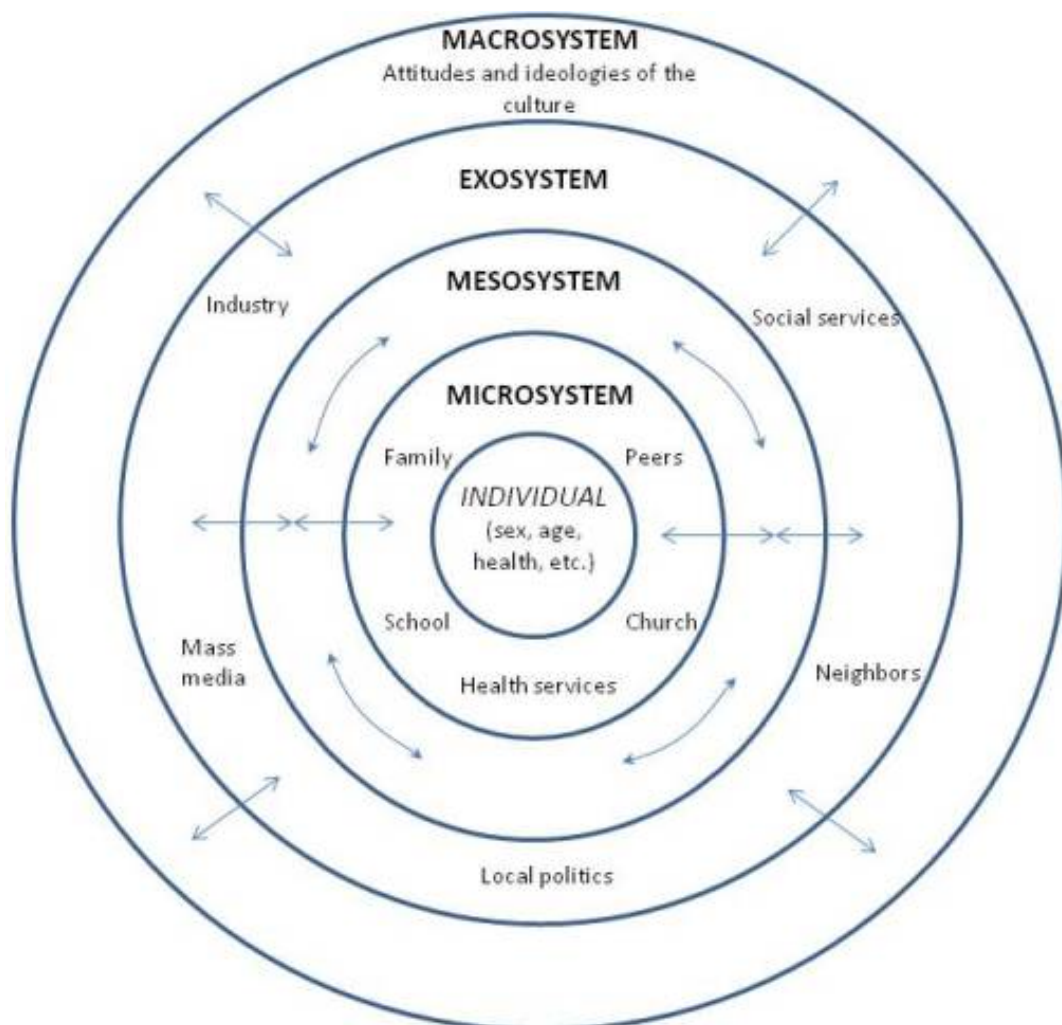 MACROSYSTEM
Attitudes and ideologies of the
culture
EXOSYSTEM
MESOSYSTEM
Industry
Social services
MICROSYSTEM
Family
Peers
INDIVIDUAL
(sex, age,
health, etc.)
School
Church
Mass
media
Neighbors
Health services
Local politics